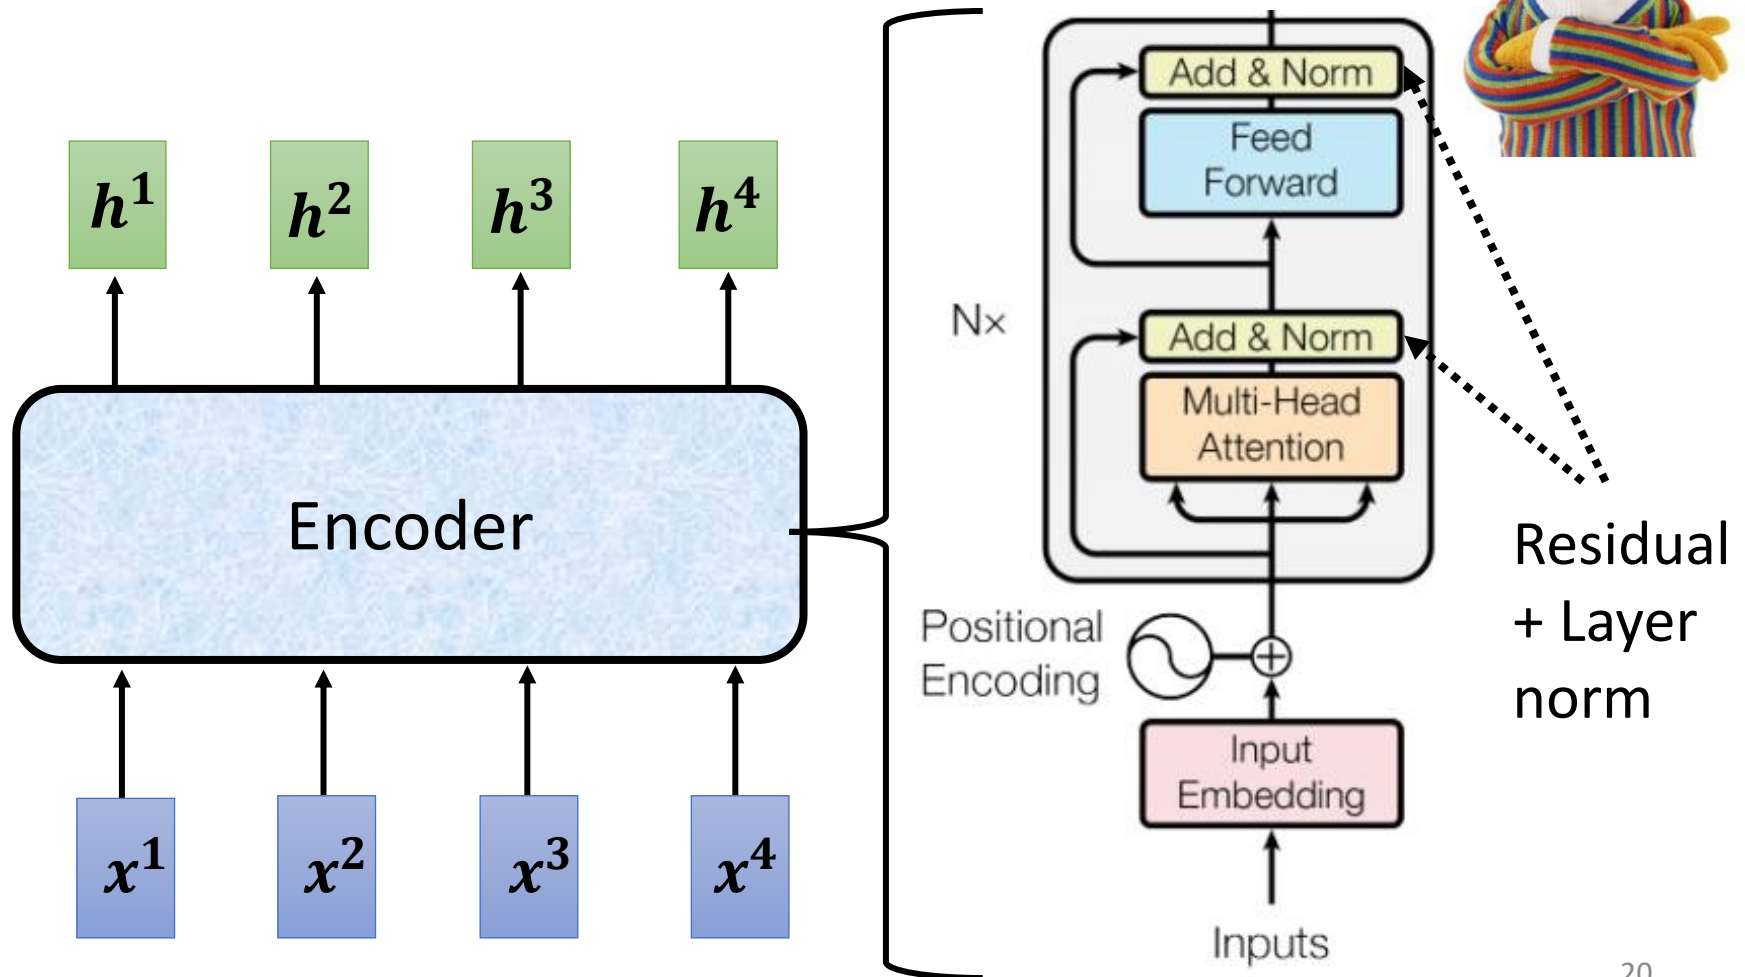 h¹ h² h³ h⁴
Encoder
x¹ x² x³ x⁴
Add & Norm
Feed
Forward
N×
Add & Norm
Multi-Head
Attention
Positional
Encoding
Input
Embedding
Inputs
Residual
+ Layer
norm
20